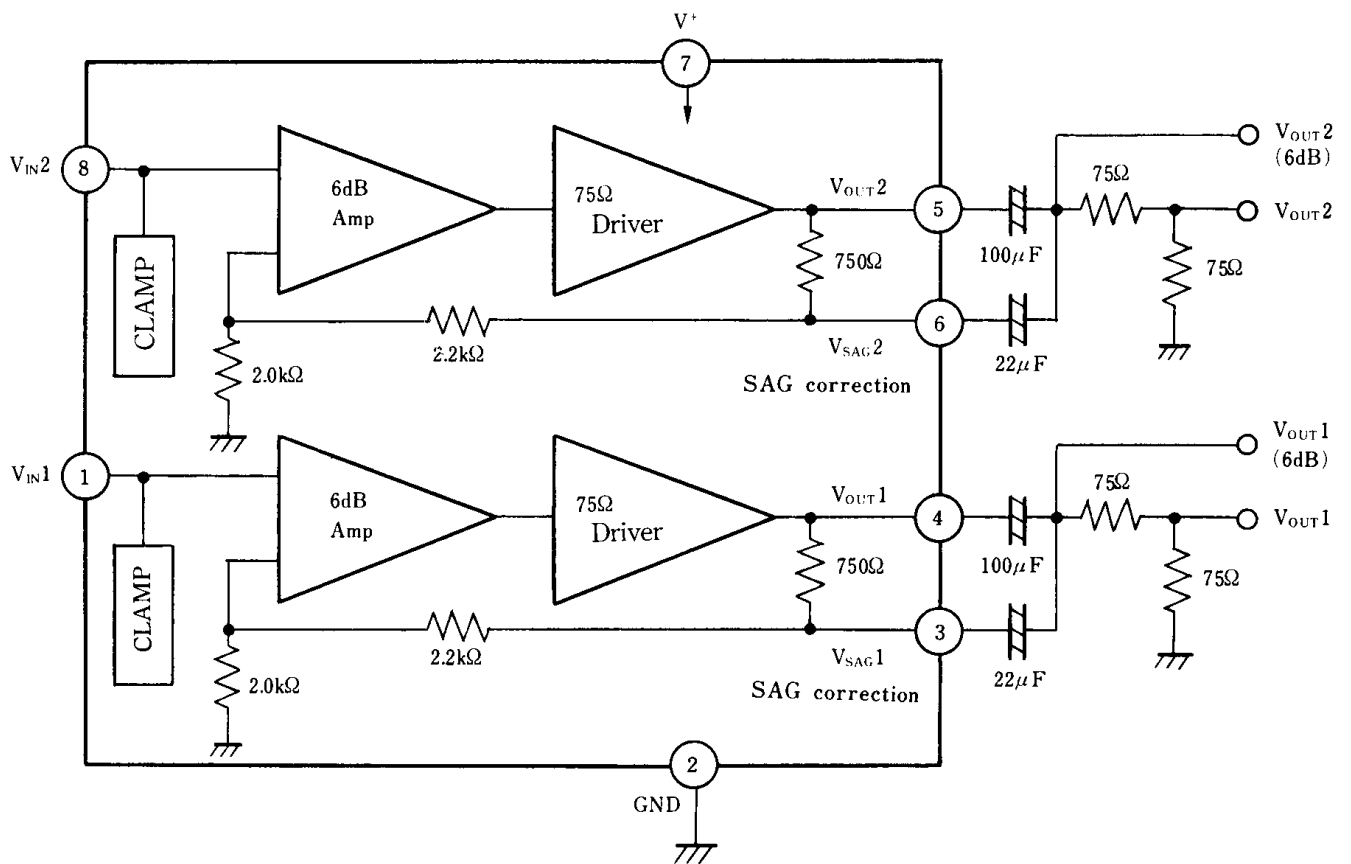 V+
7
VIN2
8
6dB
Amp
75Ω
Driver
VOUT2
5
100μF
75Ω
VOUT2
(6dB)
VOUT2
75Ω
750Ω
CLAMP
2.0kΩ
2.2kΩ
VSAG2
6
22μF
SAG correction
VIN1
1
6dB
Amp
75Ω
Driver
VOUT1
4
100μF
75Ω
VOUT1
(6dB)
VOUT1
75Ω
750Ω
CLAMP
2.0kΩ
2.2kΩ
VSAG1
3
22μF
SAG correction
2
GND